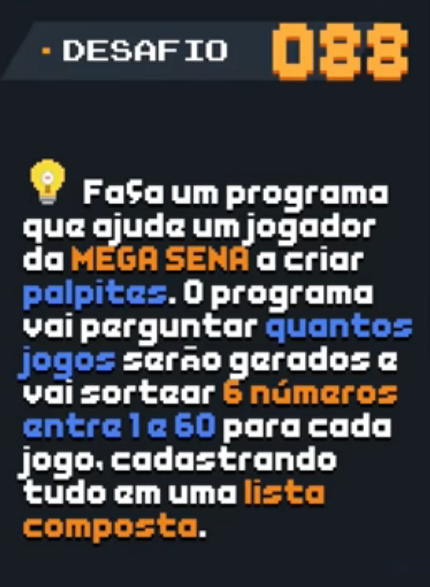 DESAFIO 088
Faça um programa
que ajude um jogador
da MEGA SENA a criar
palpites. O programa
vai perguntar quantos
jogos serão gerados e
vai sortear 6 números
entre 1 e 60 para cada
jogo, cadastrando
tudo em uma lista
composta.